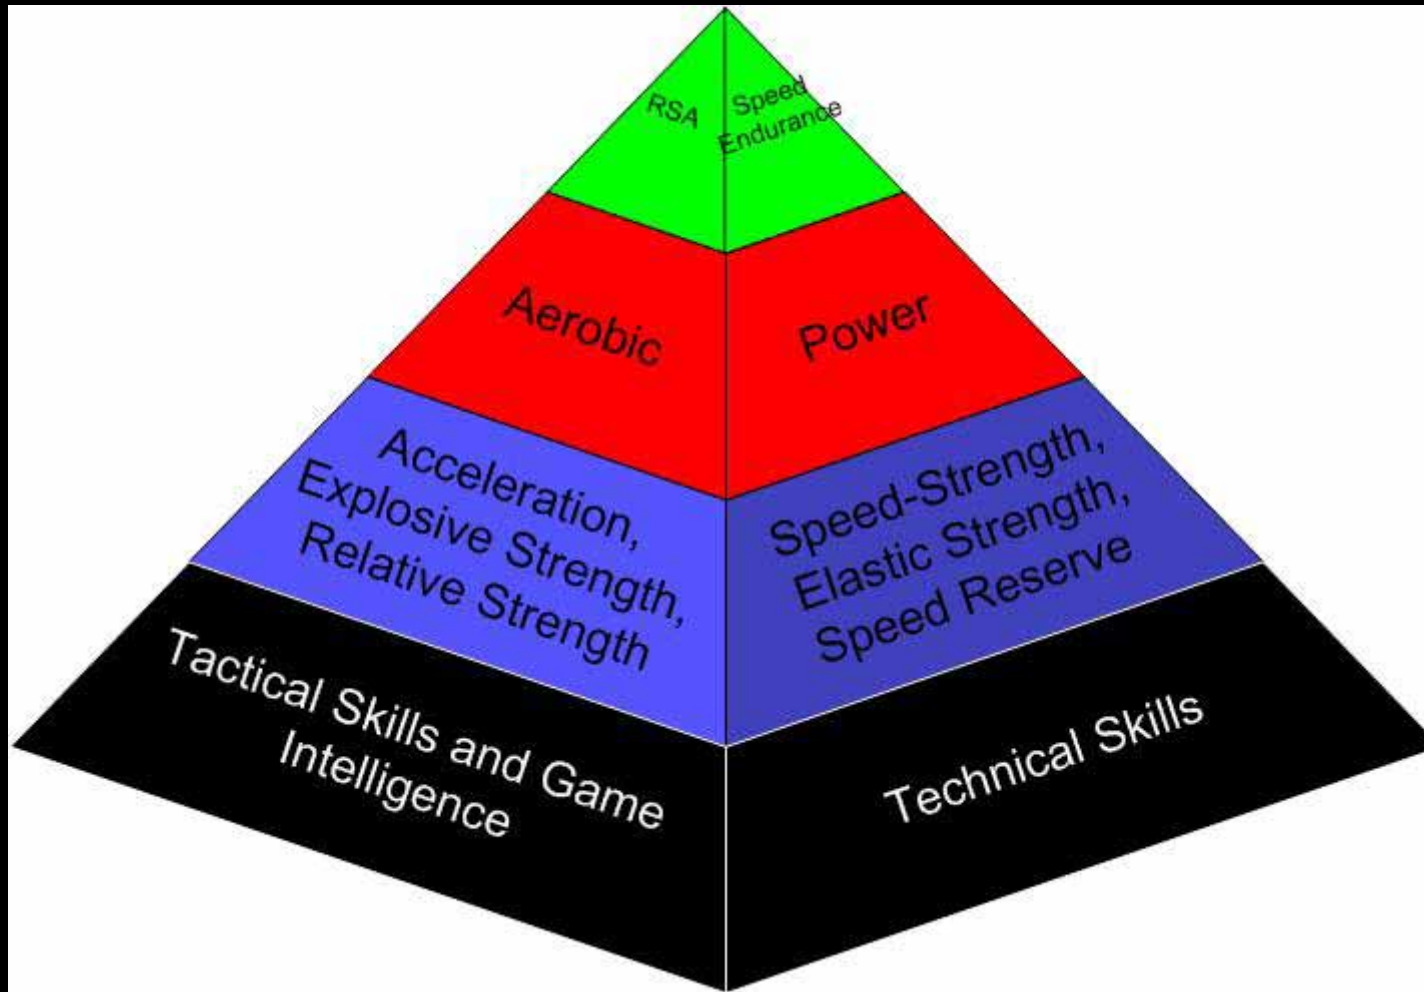 RSA
Speed
Endurance
Aerobic
Power
Acceleration,
Explosive Strength,
Relative Strength
Speed-Strength,
Elastic Strength,
Speed Reserve
Tactical Skills and Game
Intelligence
Technical Skills